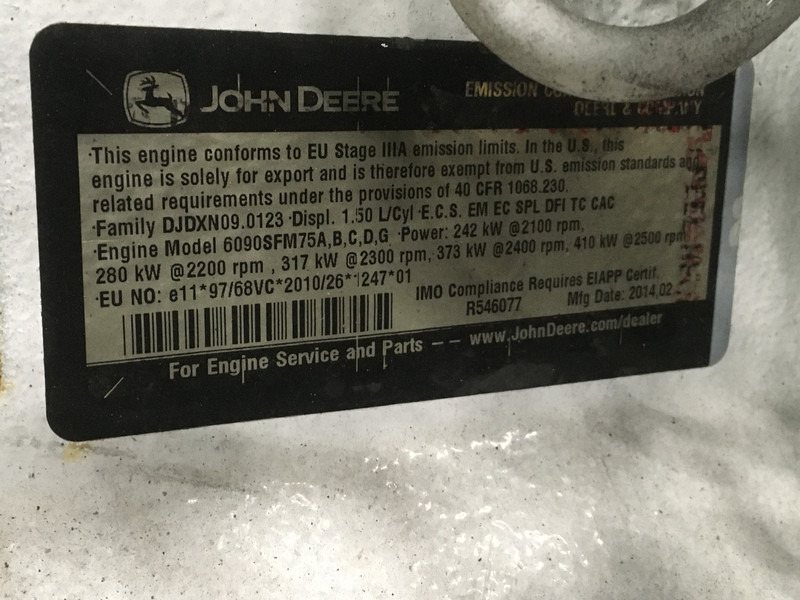 JOHN DEERE
EMISSION
DEERE & COMPANY
·This engine conforms to EU Stage IIIA emission limits. In the U.S., this
engine is solely for export and is therefore exempt from U.S. emission standards and
related requirements under the provisions of 40 CFR 1068.230.
·Family DJDXN09.0123 ·Displ. 1.50 L/Cyl ·E.C.S. EM EC SPL DFI TC CAC
·Engine Model 6090SFM75A,B,C,D,G ·Power: 242 kW @2100 rpm,
280 kW @2200 rpm , 317 kW @2300 rpm, 373 kW @2400 rpm, 410 kW @2500 rpm
·EU NO: e11*97/68VC*2010/26*1247*01
IMO Compliance Requires EIAPP Certif.
R546077 Mfg Date: 2014,02
For Engine Service and Parts -- www.JohnDeere.com/dealer